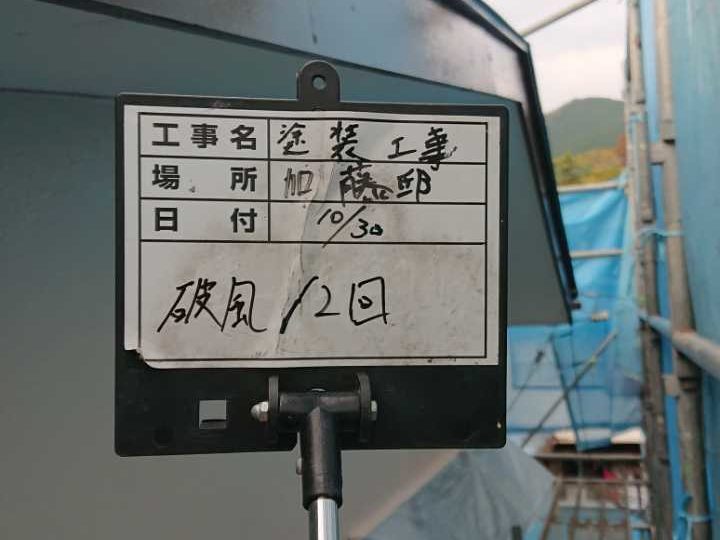 工事名 塗装工事
場所 加藤邸
日付 10/30
破風/2回